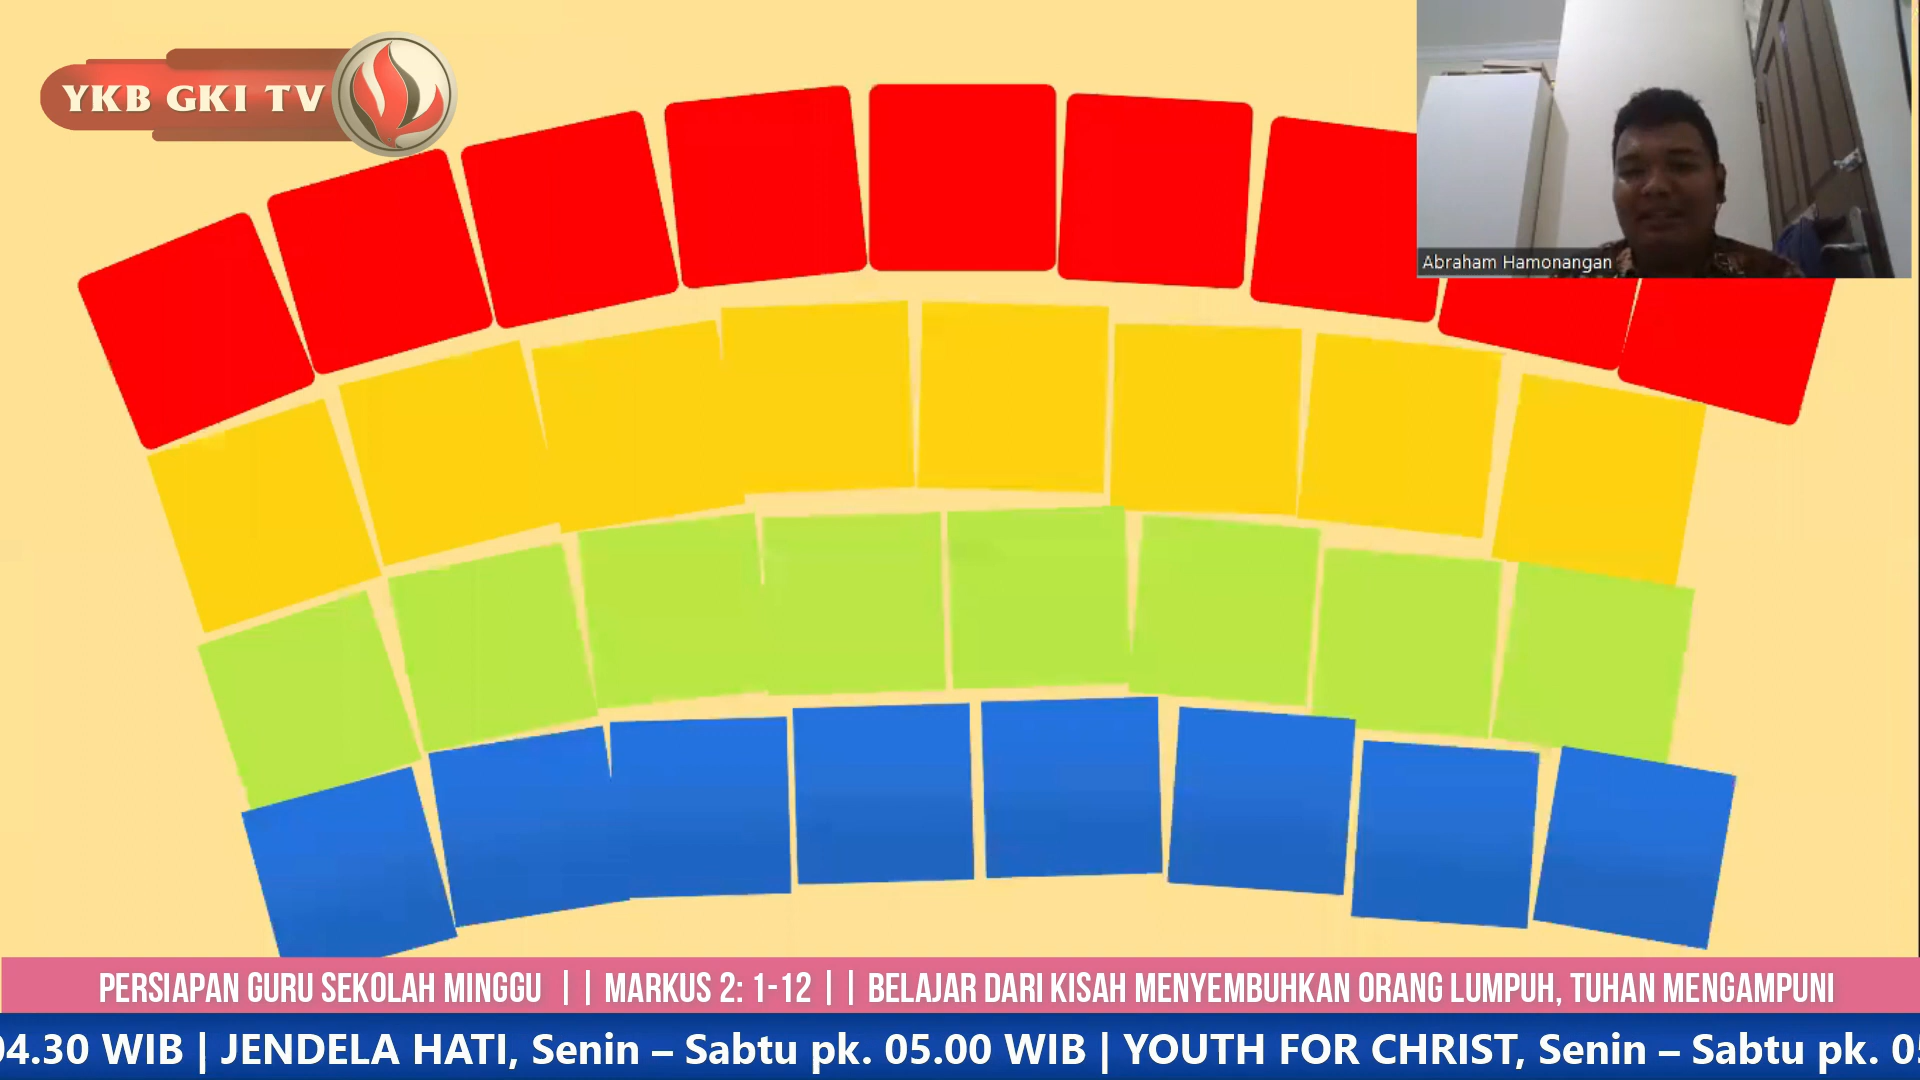 YKB GKI TV
Abraham Hamonangan
PERSIAPAN GURU SEKOLAH MINGGU || MARKUS 2: 1-12 || BELAJAR DARI KISAH MENYEMBUHKAN ORANG LUMPUH, TUHAN MENGAMPUNI
04.30 WIB | JENDELA HATI, Senin – Sabtu pk. 05.00 WIB | YOUTH FOR CHRIST, Senin – Sabtu pk.